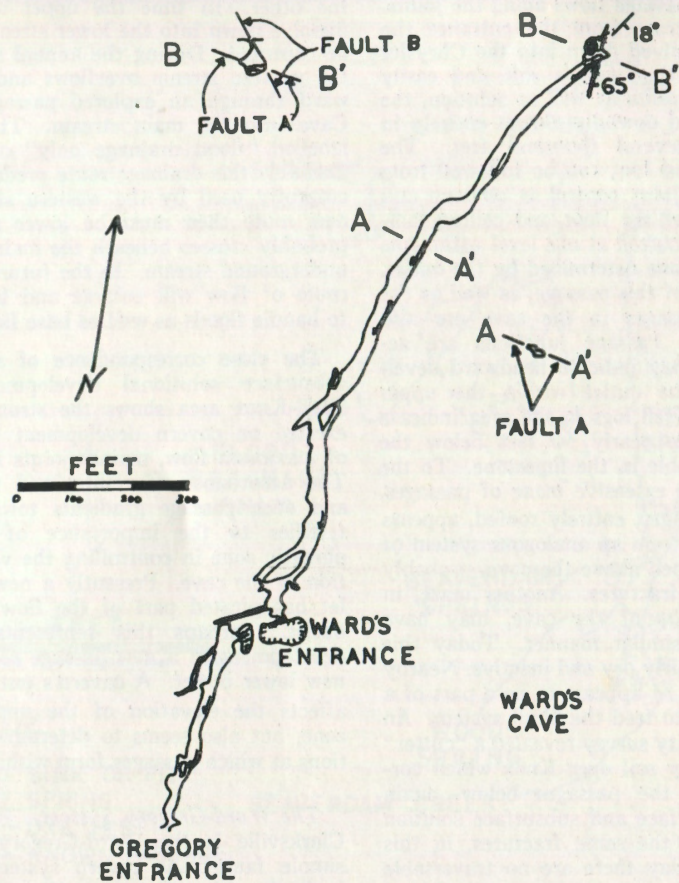 B
FAULT B
B'
FAULT A
B
18°
65°
B'
A
A'
N
A
A'
FAULT A
FEET
0 100 200 300
WARD'S
ENTRANCE
WARD'S
CAVE
GREGORY
ENTRANCE